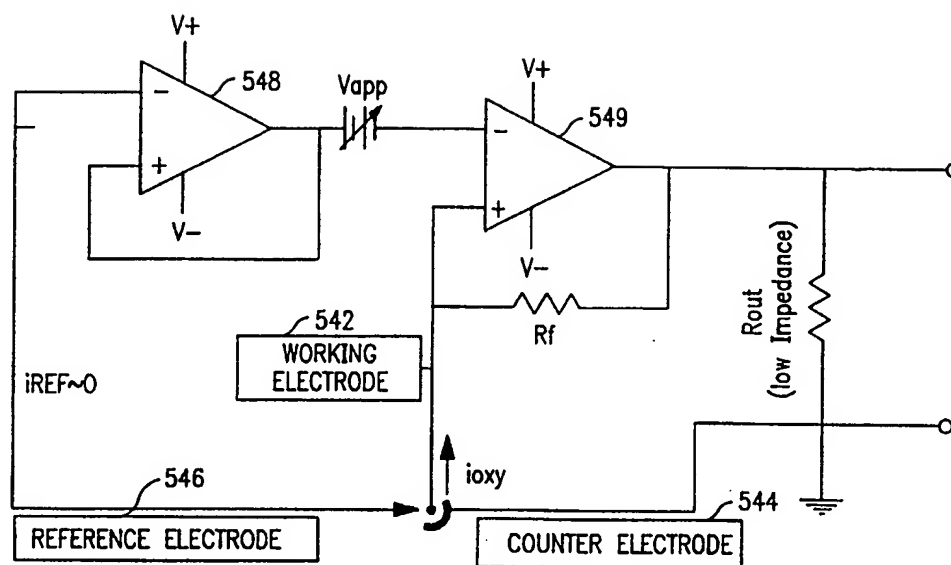 V+
548
−
+
V−
Vapp
V+
549
−
+
V−
Rf
542
WORKING
ELECTRODE
Rout
(low Impedance)
iREF~0
ioxy
546
REFERENCE ELECTRODE
544
COUNTER ELECTRODE